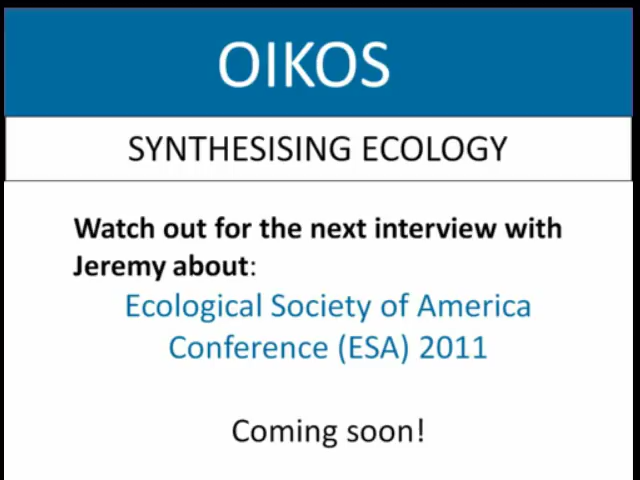 OIKOS
SYNTHESISING ECOLOGY
Watch out for the next interview with
Jeremy about:
Ecological Society of America
Conference (ESA) 2011
Coming soon!